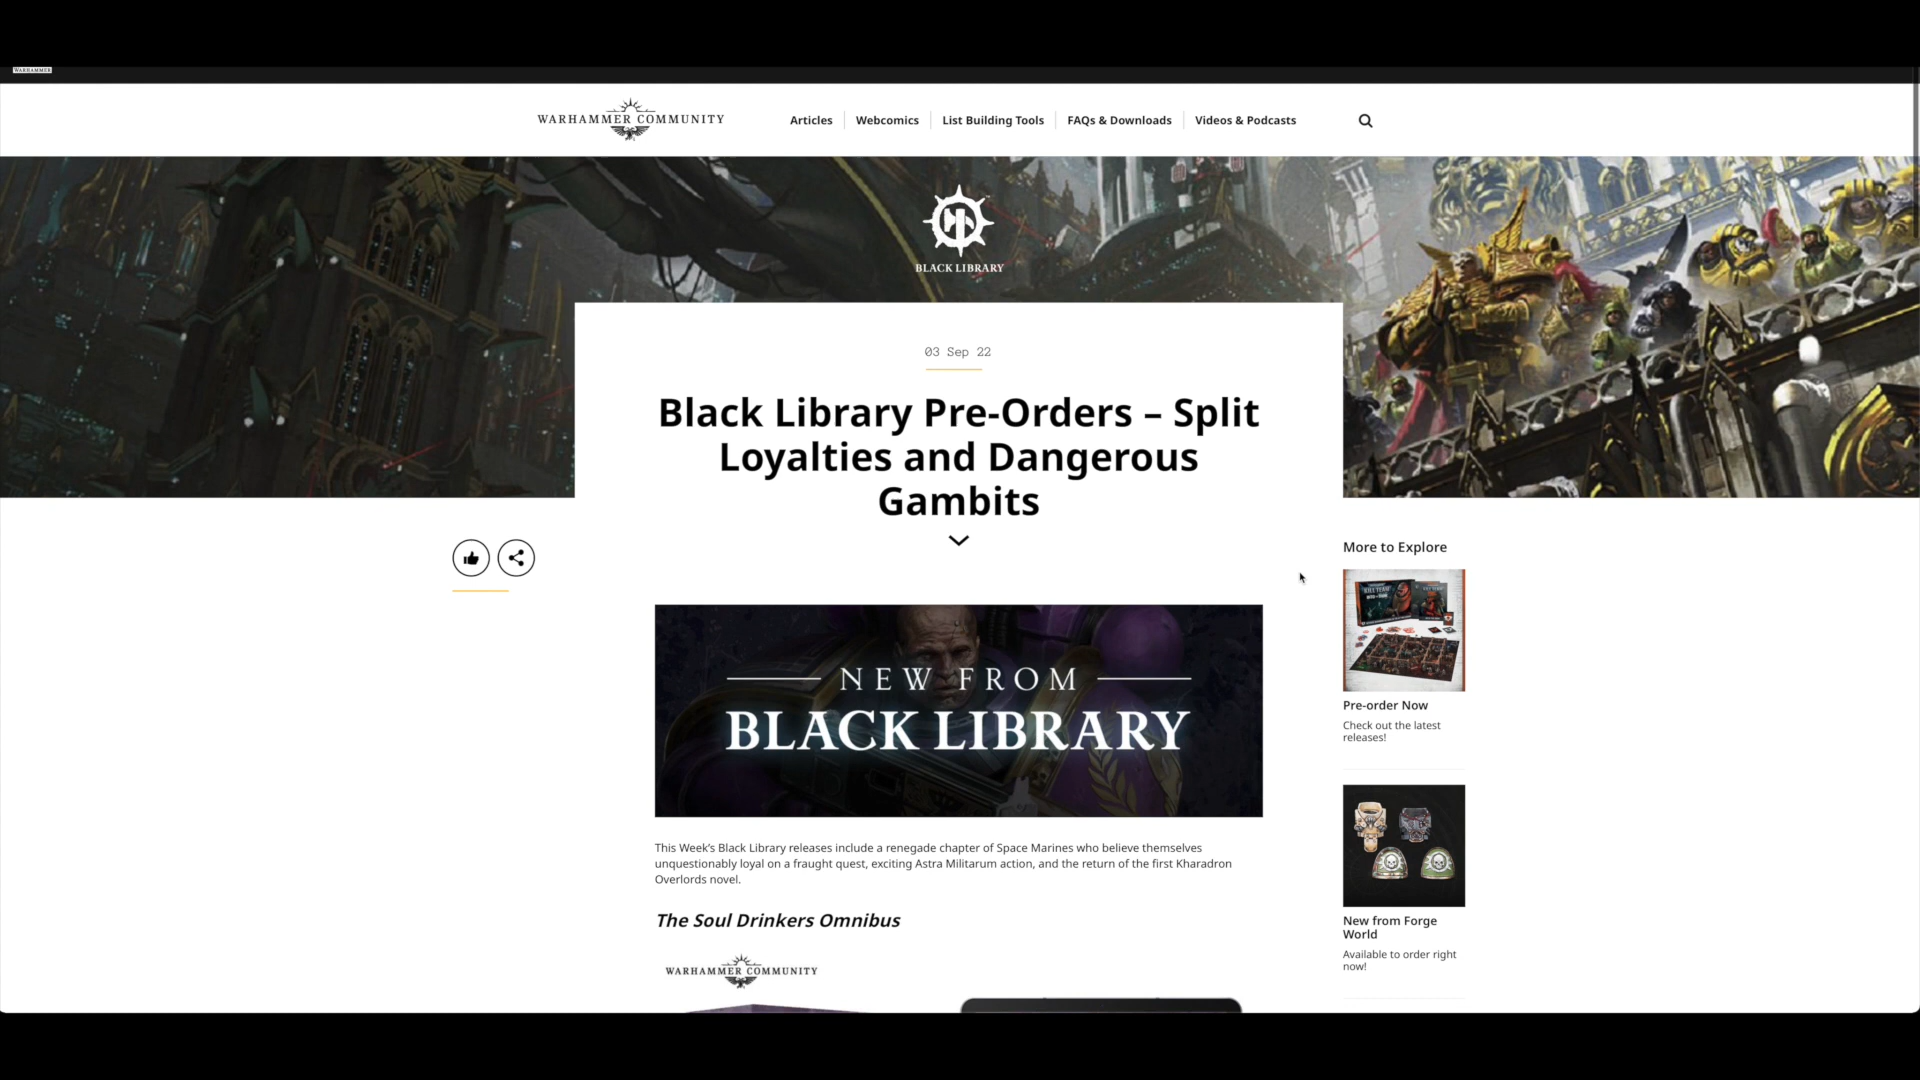 WARHAMMER
WARHAMMER COMMUNITY
Articles
Webcomics
List Building Tools
FAQs & Downloads
Videos & Podcasts
BLACK LIBRARY
03 Sep 22
Black Library Pre-Orders – Split
Loyalties and Dangerous
Gambits
NEW FROM
BLACK LIBRARY
This Week’s Black Library releases include a renegade chapter of Space Marines who believe themselves
unquestionably loyal on a fraught quest, exciting Astra Militarum action, and the return of the first Kharadron
Overlords novel.
The Soul Drinkers Omnibus
WARHAMMER COMMUNITY
More to Explore
KILL TEAM
Pre-order Now
Check out the latest
releases!
New from Forge
World
Available to order right
now!